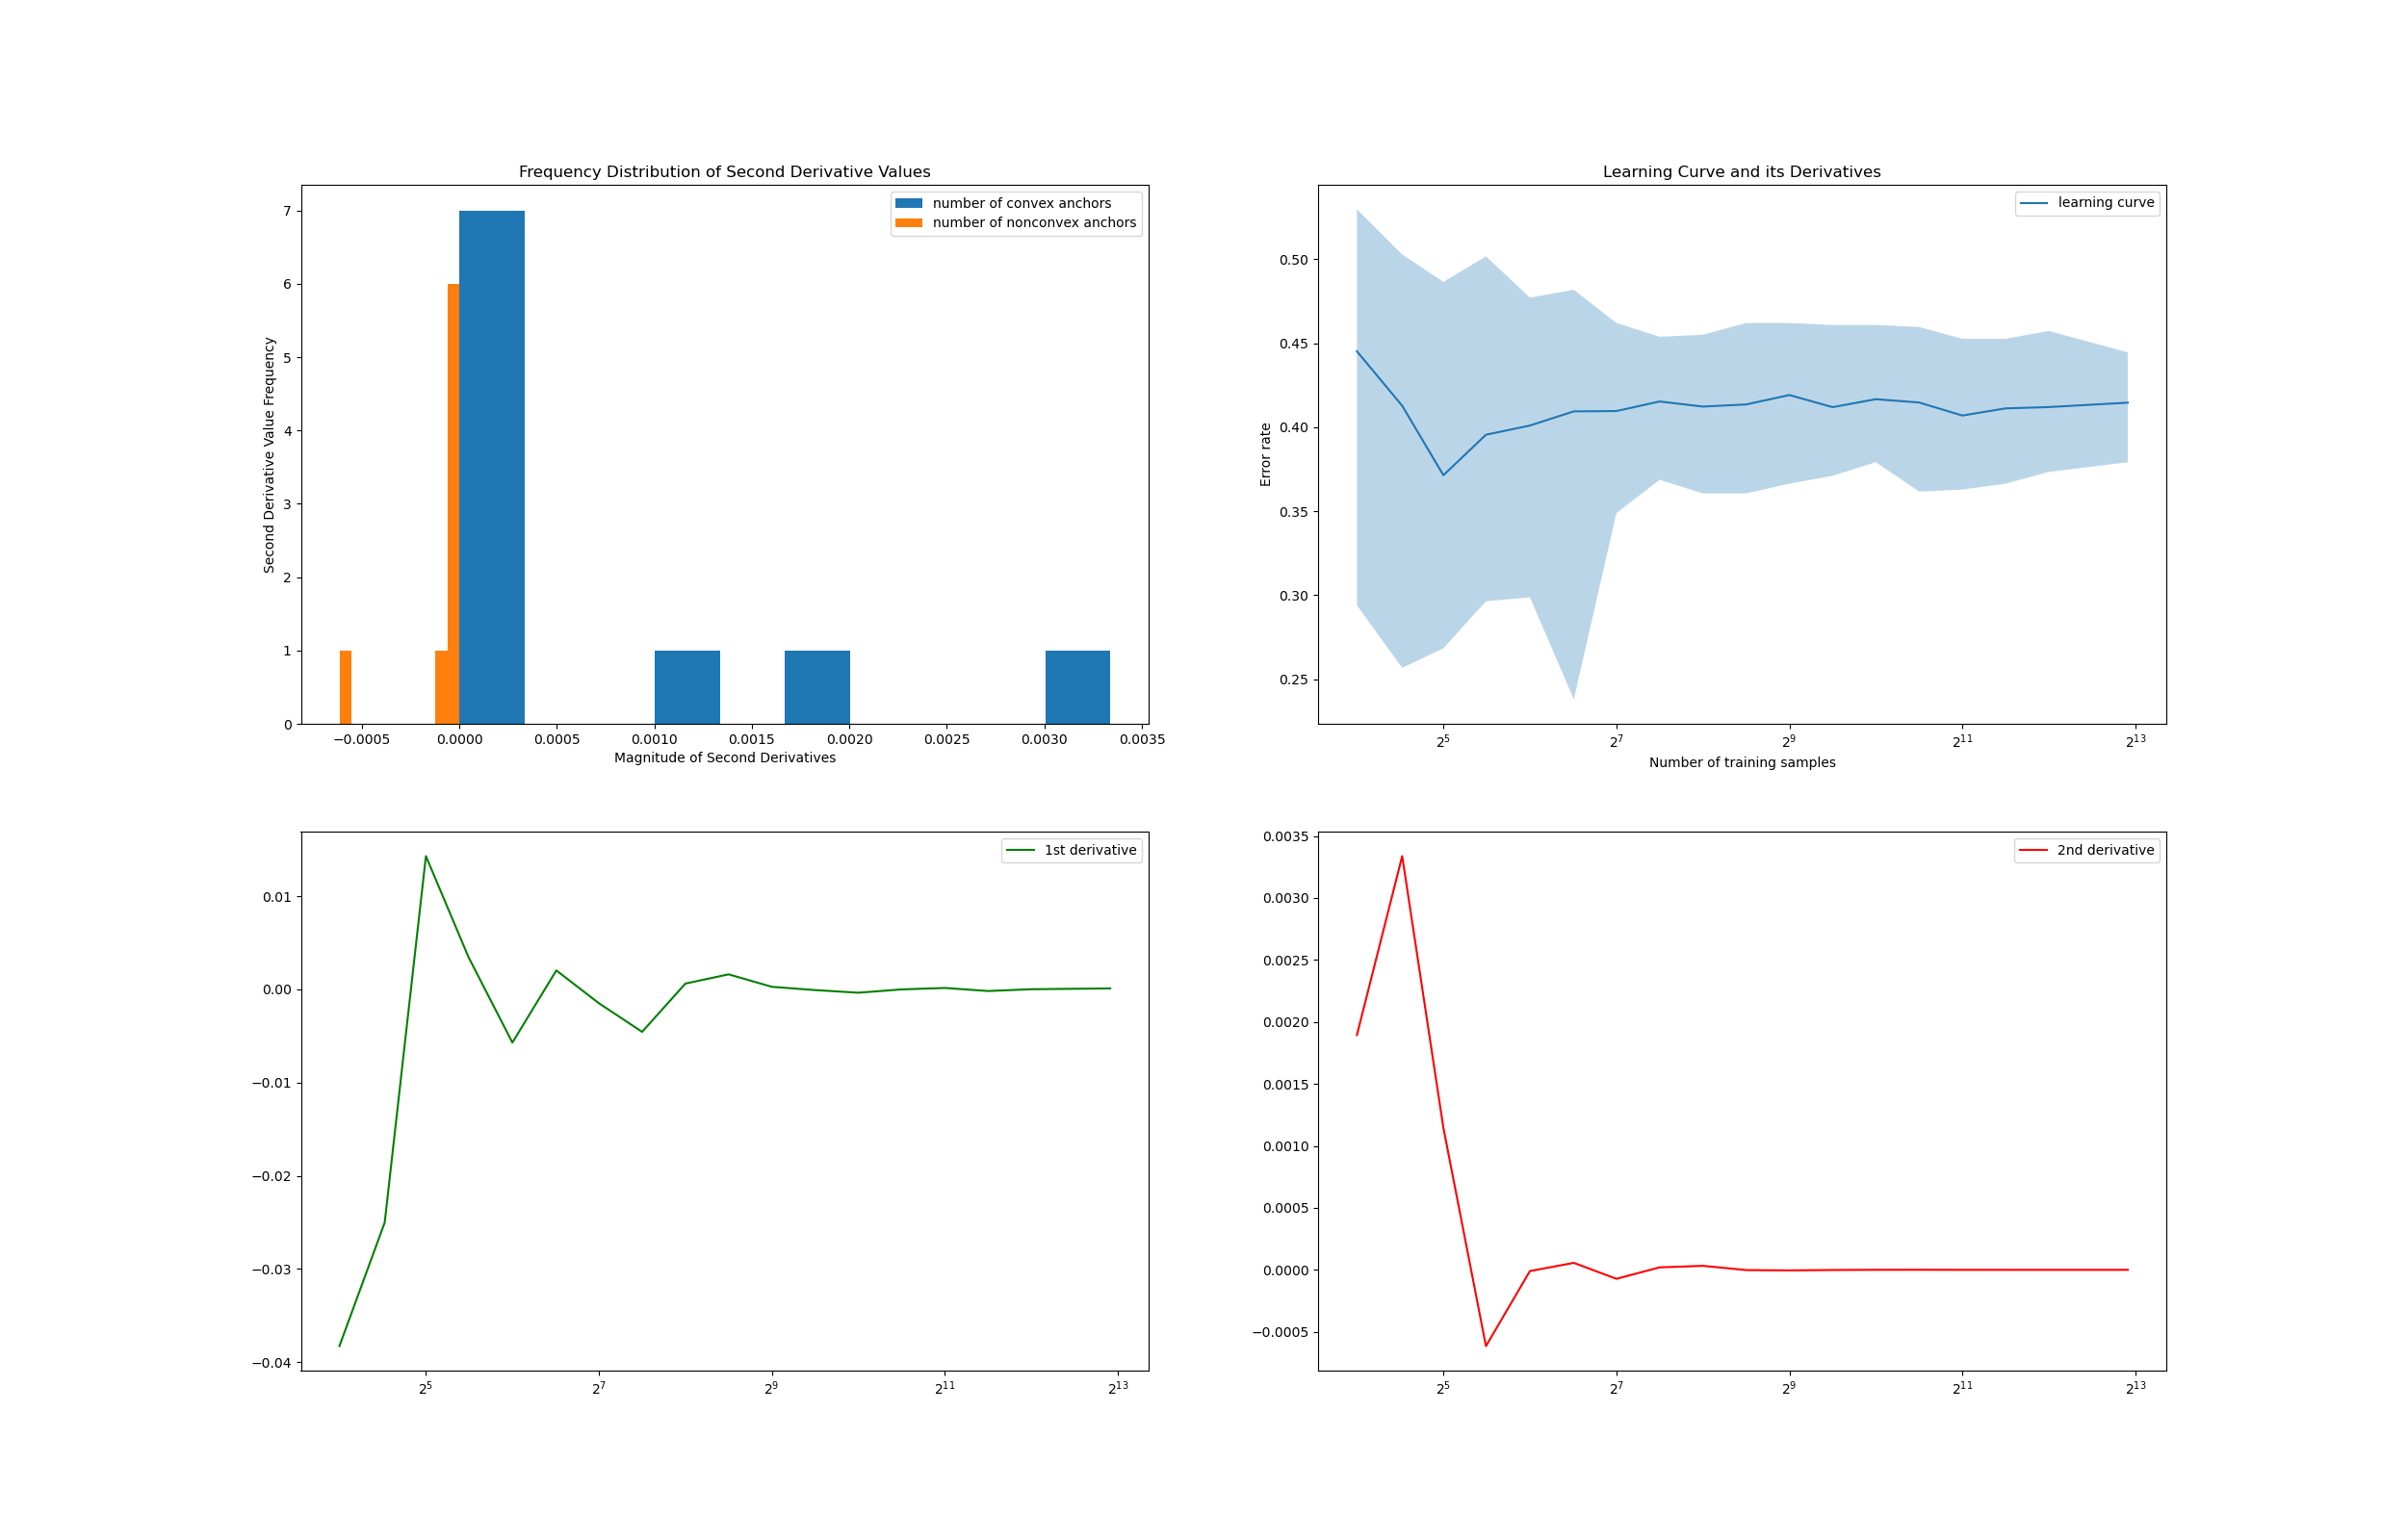 Frequency Distribution of Second Derivative Values
number of convex anchors
number of nonconvex anchors
7
6
5
4
3
2
1
0
Second Derivative Value Frequency
−0.0005 0.0000 0.0005 0.0010 0.0015 0.0020 0.0025 0.0030 0.0035
Magnitude of Second Derivatives
Learning Curve and its Derivatives
learning curve
0.50
0.45
0.40
0.35
0.30
0.25
Error rate
2^5 2^7 2^9 2^11 2^13
Number of training samples
1st derivative
0.01
0.00
−0.01
−0.02
−0.03
−0.04
2^5 2^7 2^9 2^11 2^13
2nd derivative
0.0035
0.0030
0.0025
0.0020
0.0015
0.0010
0.0005
0.0000
−0.0005
2^5 2^7 2^9 2^11 2^13